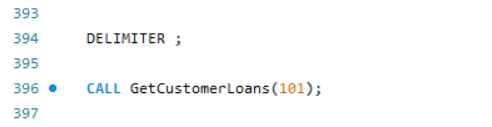 393
394 DELIMITER ;
395
396 CALL GetCustomerLoans(101);
397